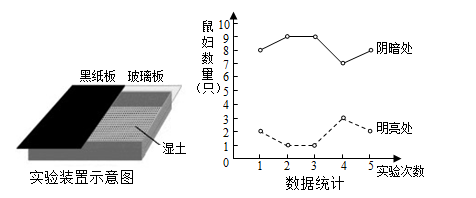 黑纸板 玻璃板
湿土
实验装置示意图
鼠妇数量(只)
10
9
8
7
6
5
4
3
2
1
0
阴暗处
明亮处
1 2 3 4 5 实验次数
数据统计